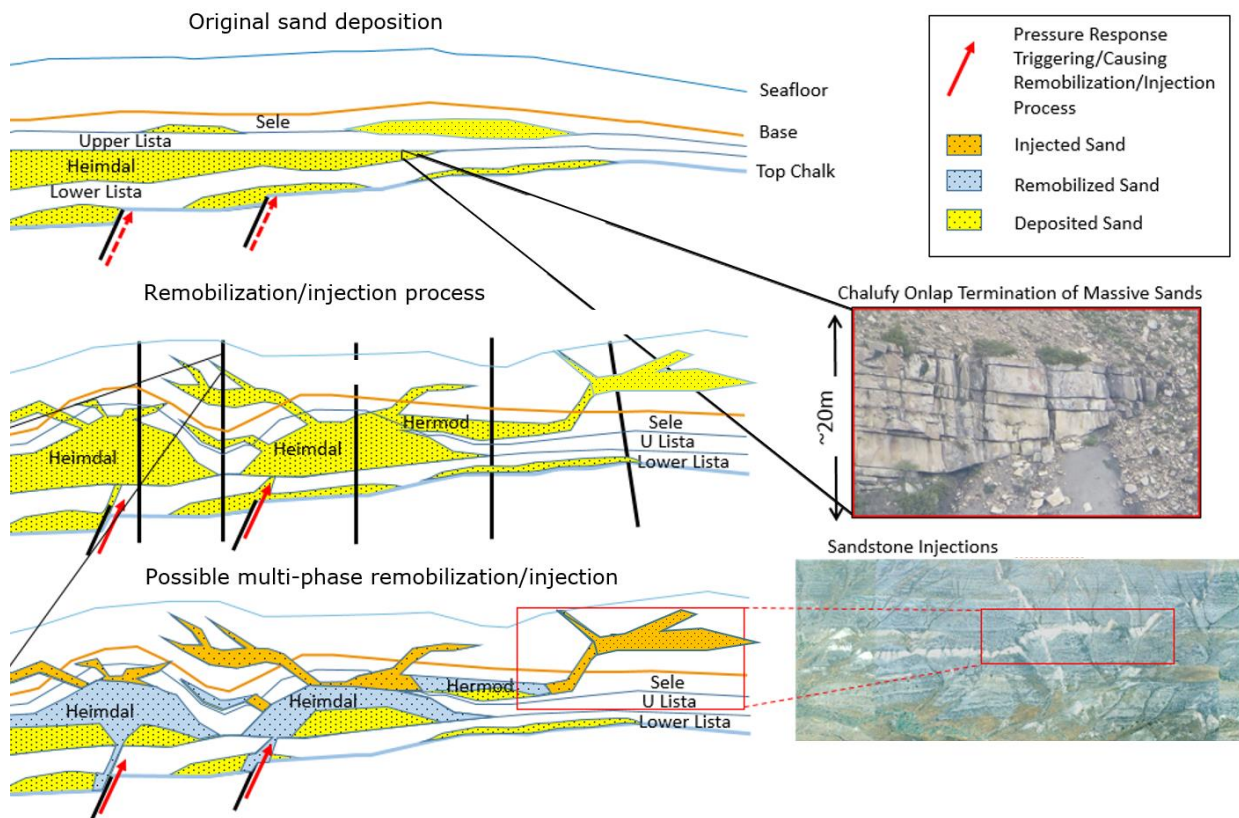 Original sand deposition
Seafloor
Sele
Base
Upper Lista
Heimdal
Top Chalk
Lower Lista
Pressure Response
Triggering/Causing
Remobilization/Injection
Process
Injected Sand
Remobilized Sand
Deposited Sand
Remobilization/injection process
Hermod
Sele
Heimdal
Heimdal
U Lista
Lower Lista
Chalufy Onlap Termination of Massive Sands
~20m
Possible multi-phase remobilization/injection
Sele
Hermod
Heimdal
Heimdal
U Lista
Lower Lista
Sandstone Injections